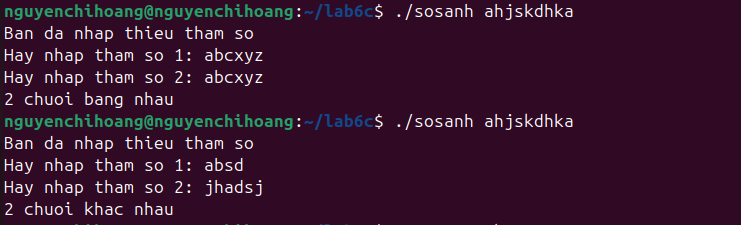 nguyenchihoang@nguyenchihoang:~/lab6c$ ./sosanh ahjskdhka
Ban da nhap thieu tham so
Hay nhap tham so 1: abcxyz
Hay nhap tham so 2: abcxyz
2 chuoi bang nhau
nguyenchihoang@nguyenchihoang:~/lab6c$ ./sosanh ahjskdhka
Ban da nhap thieu tham so
Hay nhap tham so 1: absd
Hay nhap tham so 2: jhadsj
2 chuoi khac nhau